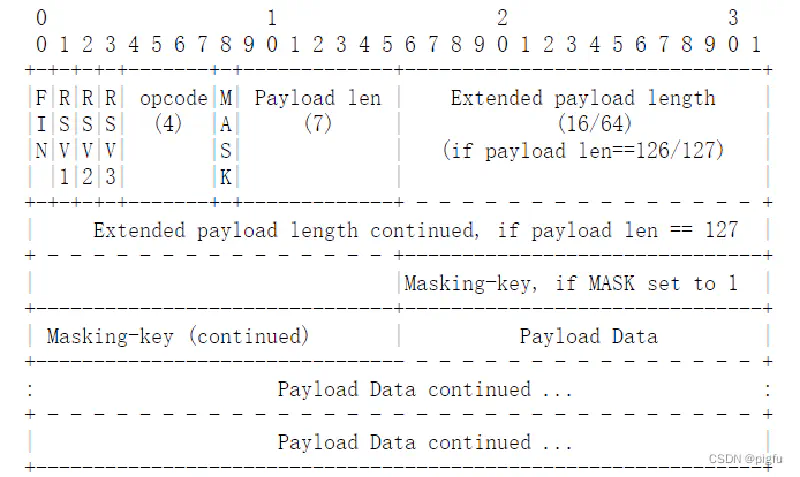 0                   1                   2                   3
0 1 2 3 4 5 6 7 8 9 0 1 2 3 4 5 6 7 8 9 0 1 2 3 4 5 6 7 8 9 0 1
+-+-+-+-+-------+-+-------------+-------------------------------+
|F|R|R|R| opcode|M| Payload len |    Extended payload length    |
|I|S|S|S|  (4)  |A|     (7)     |             (16/64)           |
|N|V|V|V|       |S|             |   (if payload len==126/127)   |
| |1|2|3|       |K|             |                               |
+-+-+-+-+-------+-+-------------+ - - - - - - - - - - - - - - - +
|     Extended payload length continued, if payload len == 127  |
+ - - - - - - - - - - - - - - - +-------------------------------+
|                               |Masking-key, if MASK set to 1  |
+-------------------------------+-------------------------------+
| Masking-key (continued)       |          Payload Data         |
+-------------------------------- - - - - - - - - - - - - - - - +
:                     Payload Data continued ...                :
+ - - - - - - - - - - - - - - - - - - - - - - - - - - - - - - - +
|                     Payload Data continued ...                |
+---------------------------------------------------------------+
CSDN @pigfu